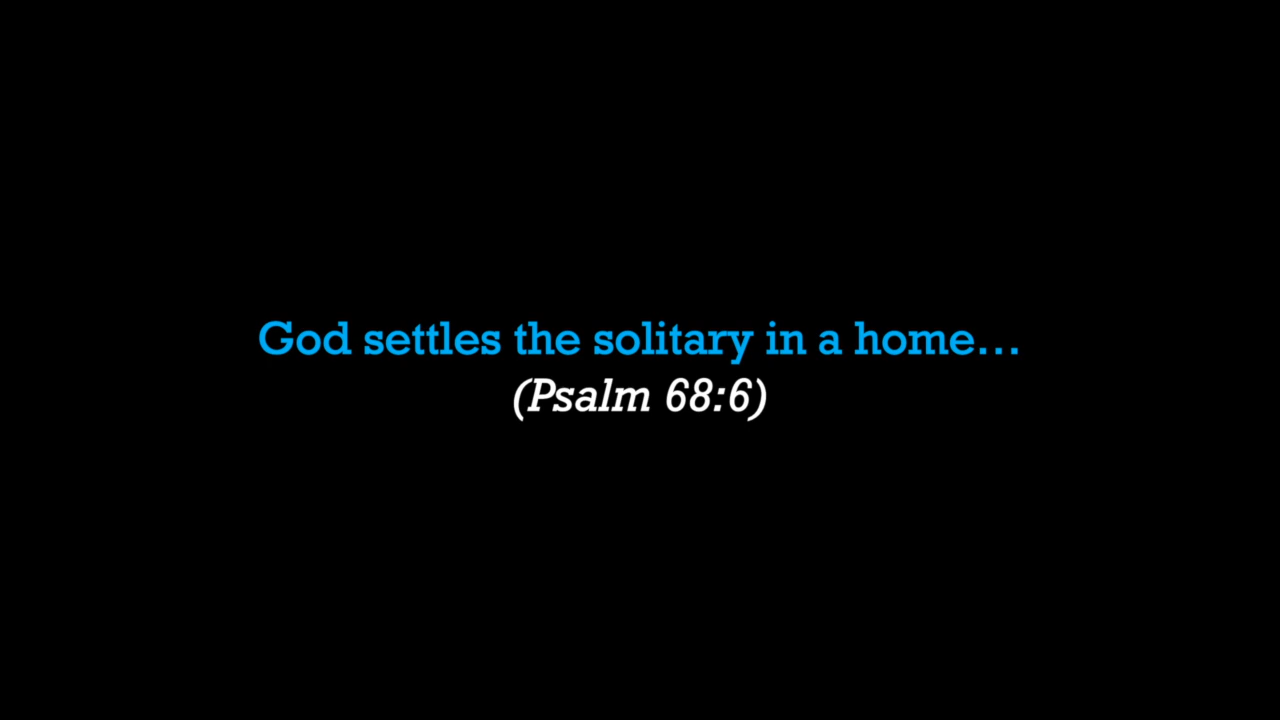 God settles the solitary in a home…
(Psalm 68:6)